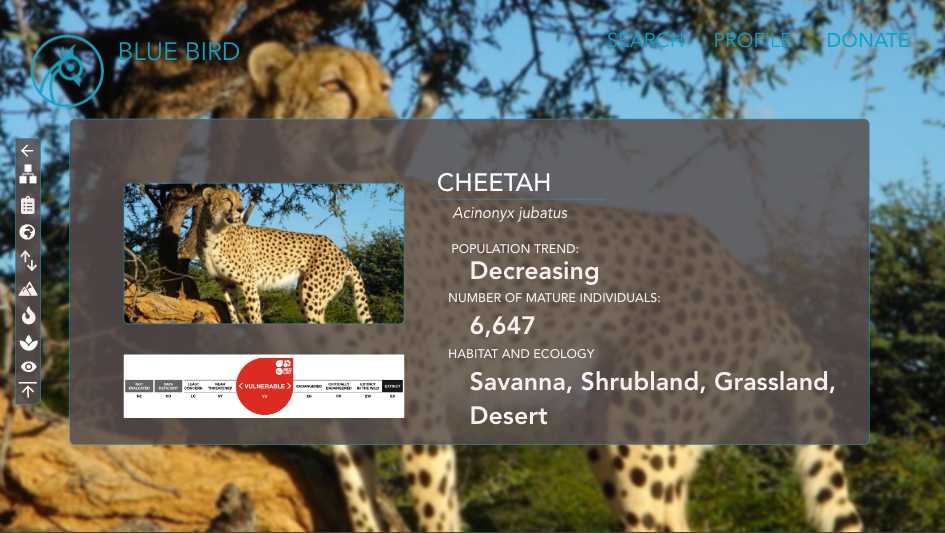 BLUE BIRD
SEARCH PROFILE DONATE
CHEETAH
Acinonyx jubatus
POPULATION TREND:
Decreasing
NUMBER OF MATURE INDIVIDUALS:
6,647
HABITAT AND ECOLOGY
Savanna, Shrubland, Grassland,
Desert
NOT EVALUATED DATA DEFICIENT LEAST CONCERN NEAR THREATENED < VULNERABLE > ENDANGERED CRITICALLY ENDANGERED EXTINCT IN THE WILD EXTINCT
NE DD LC NT VU EN CR EW EX